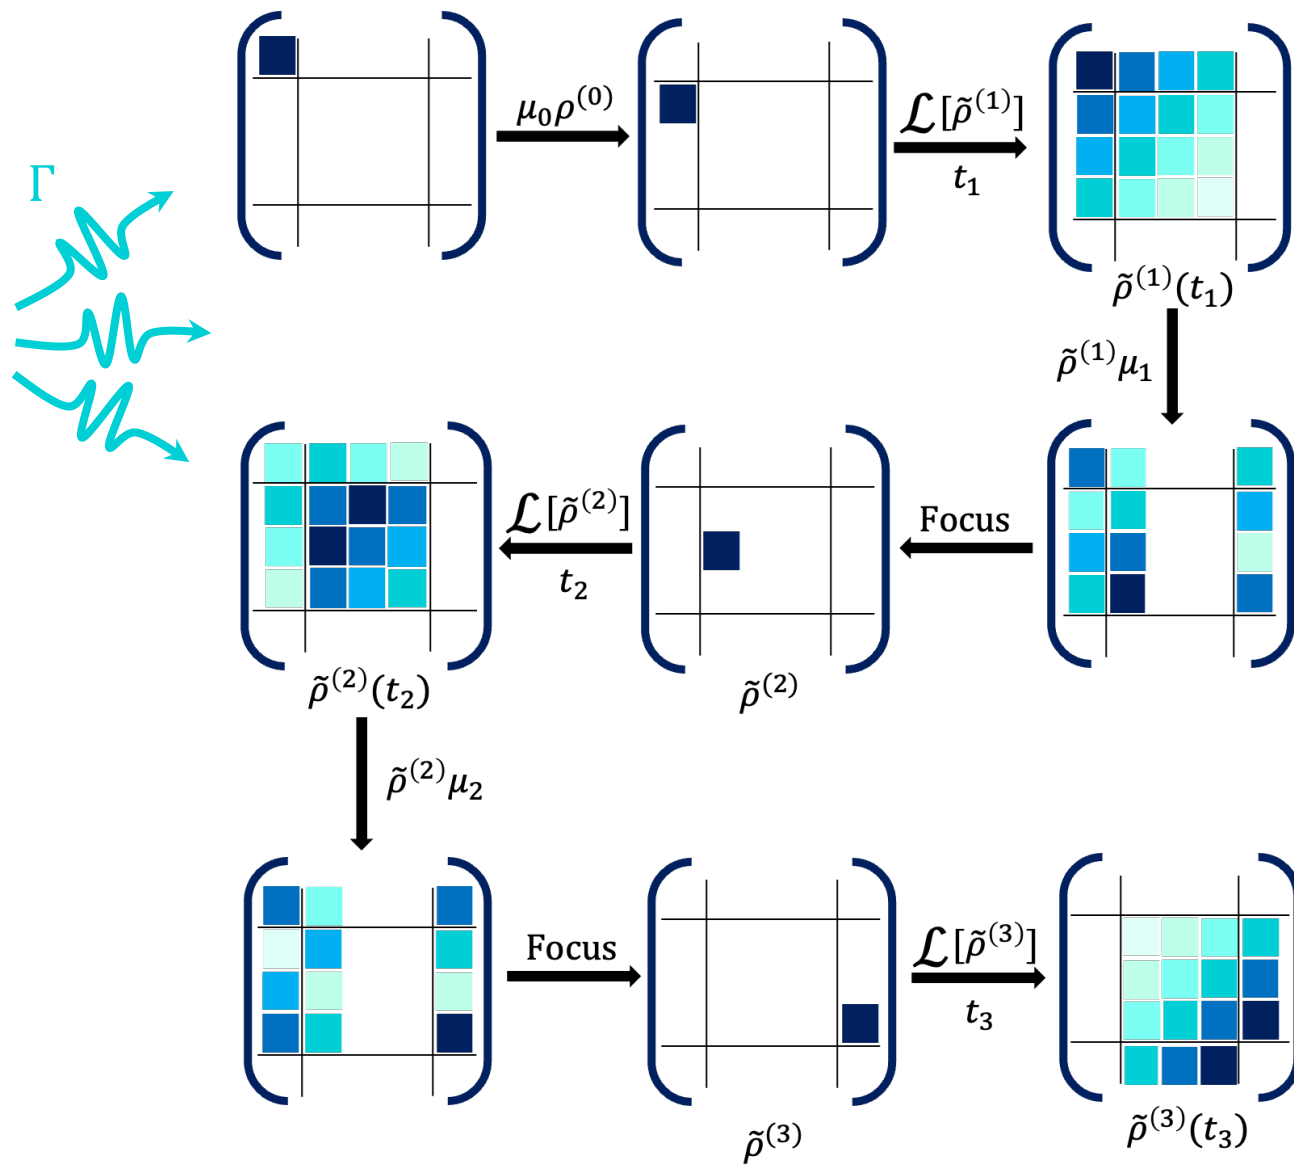 Γ
μ₀ρ⁽⁰⁾
ℒ[ρ̃⁽¹⁾]
t₁
ρ̃⁽¹⁾(t₁)
ρ̃⁽¹⁾μ₁
Focus
ℒ[ρ̃⁽²⁾]
t₂
ρ̃⁽²⁾
ρ̃⁽²⁾(t₂)
ρ̃⁽²⁾μ₂
Focus
ℒ[ρ̃⁽³⁾]
t₃
ρ̃⁽³⁾
ρ̃⁽³⁾(t₃)